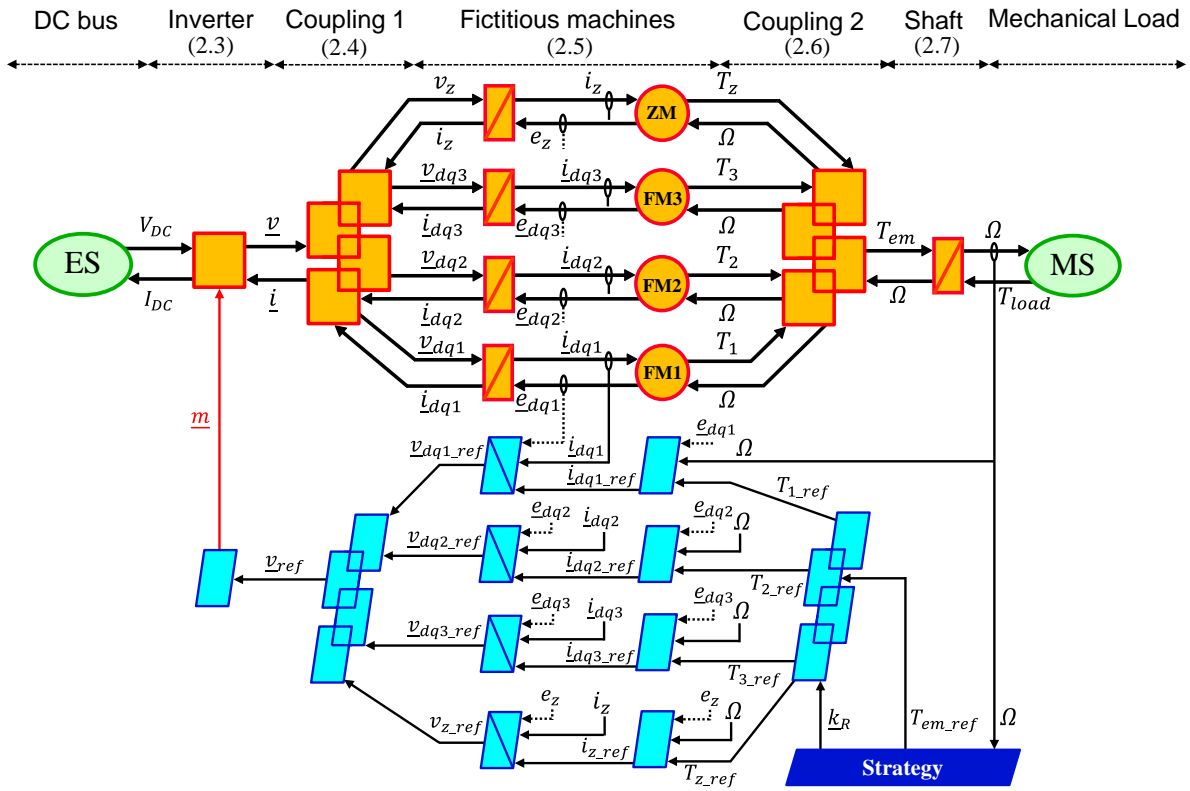 DC bus
Inverter
(2.3)
Coupling 1
(2.4)
Fictitious machines
(2.5)
Coupling 2
(2.6)
Shaft
(2.7)
Mechanical Load
v_z
i_z
T_z
ZM
i_z
e_z
Ω
v_dq3
i_dq3
T_3
FM3
i_dq3
e_dq3
Ω
V_DC
v
T_em
Ω
ES
MS
v_dq2
i_dq2
T_2
FM2
I_DC
i
Ω
T_load
i_dq2
e_dq2
Ω
v_dq1
i_dq1
T_1
FM1
i_dq1
e_dq1
Ω
m
v_dq1_ref
i_dq1
e_dq1
Ω
i_dq1_ref
T_1_ref
e_dq2
i_dq2
e_dq2
Ω
v_dq2_ref
v_ref
i_dq2_ref
T_2_ref
e_dq3
i_dq3
e_dq3
Ω
v_dq3_ref
i_dq3_ref
T_3_ref
e_z
i_z
e_z
Ω
v_z_ref
i_z_ref
T_z_ref
k_R
T_em_ref
Ω
Strategy